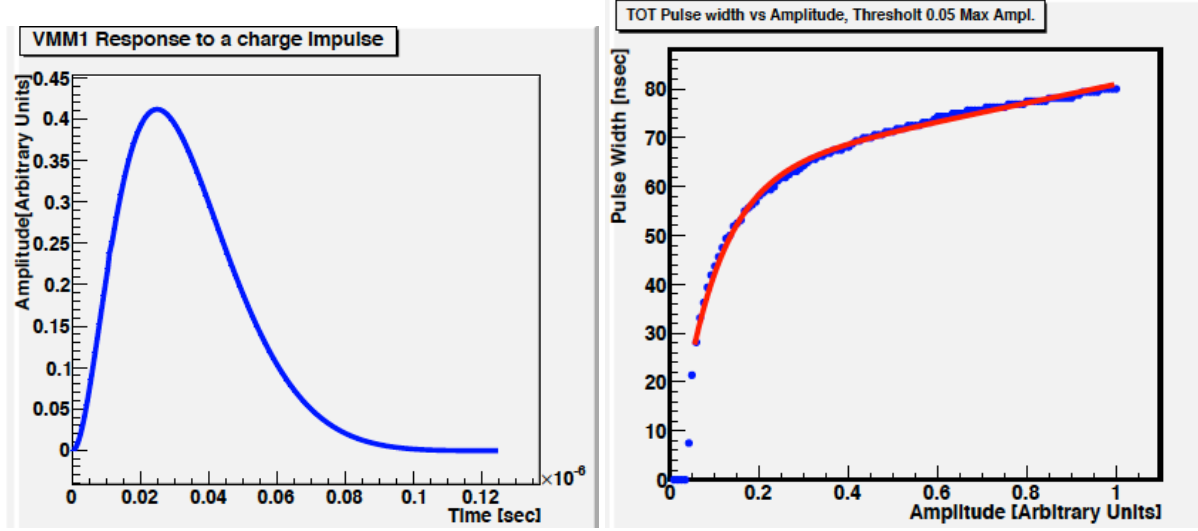 VMM1 Response to a charge Impulse
Amplitude[Arbitrary Units]
0.45
0.4
0.35
0.3
0.25
0.2
0.15
0.1
0.05
0
0 0.02 0.04 0.06 0.08 0.1 0.12
×10⁻⁶
Time [sec]
TOT Pulse width vs Amplitude, Thresholt 0.05 Max Ampl.
Pulse Width [nsec]
80
70
60
50
40
30
20
10
0
0 0.2 0.4 0.6 0.8 1
Amplitude [Arbitrary Units]